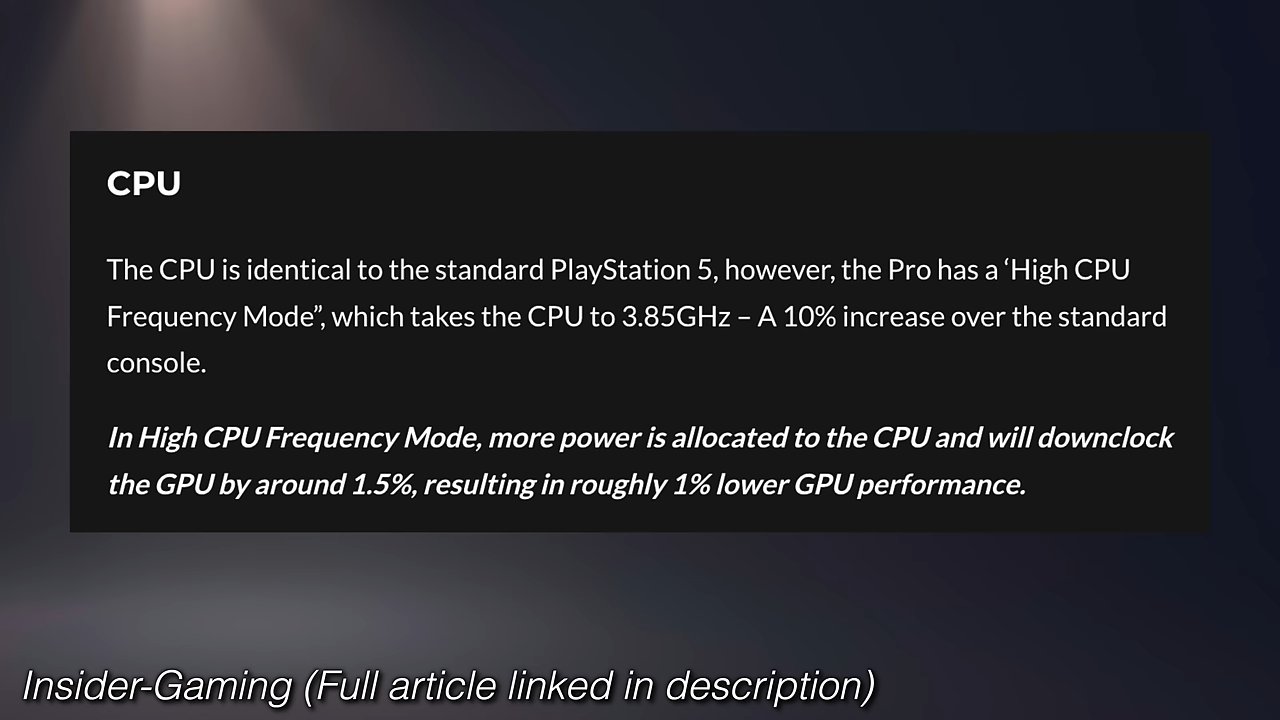 CPU
The CPU is identical to the standard PlayStation 5, however, the Pro has a ‘High CPU
Frequency Mode”, which takes the CPU to 3.85GHz – A 10% increase over the standard
console.
In High CPU Frequency Mode, more power is allocated to the CPU and will downclock
the GPU by around 1.5%, resulting in roughly 1% lower GPU performance.
Insider-Gaming (Full article linked in description)